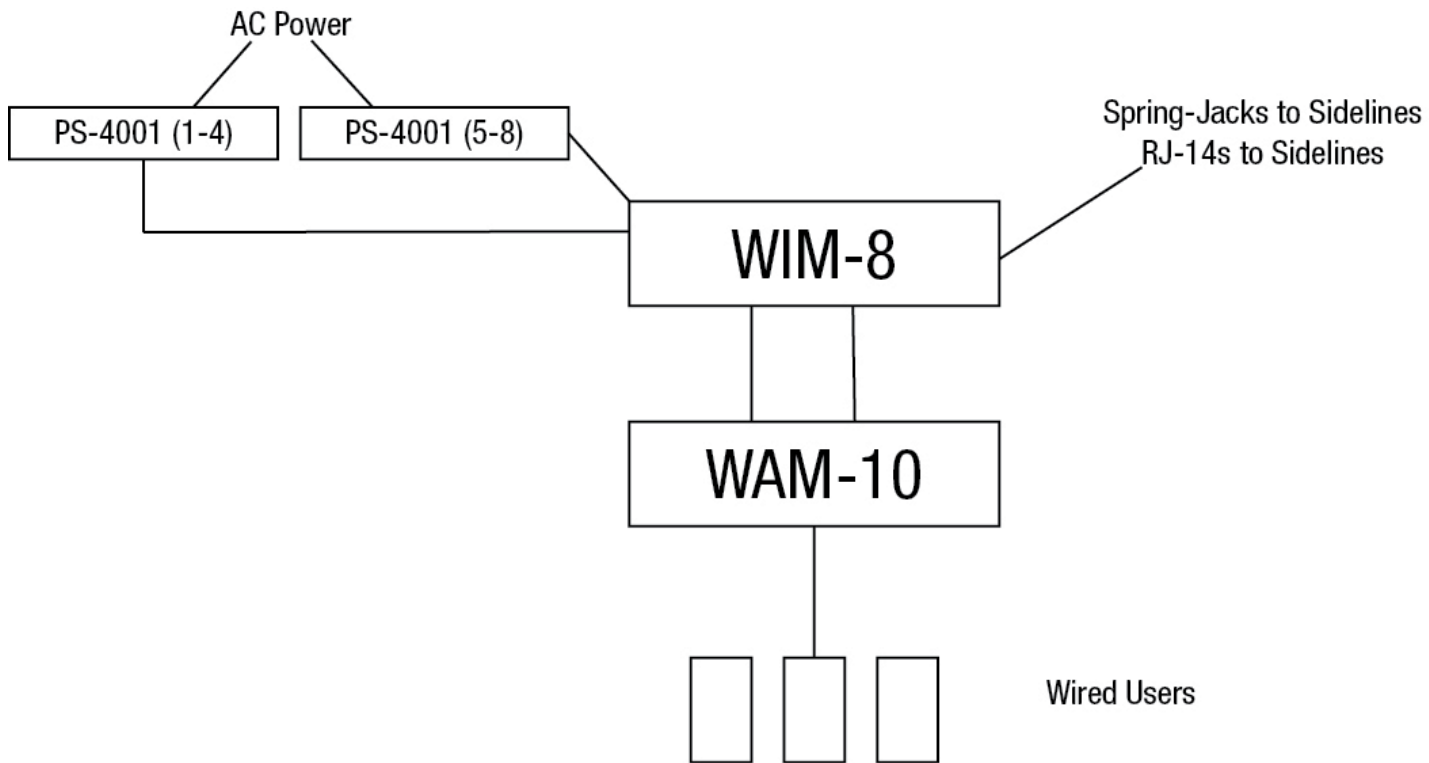 AC Power
PS-4001 (1-4)
PS-4001 (5-8)
Spring-Jacks to Sidelines
RJ-14s to Sidelines
WIM-8
WAM-10
Wired Users